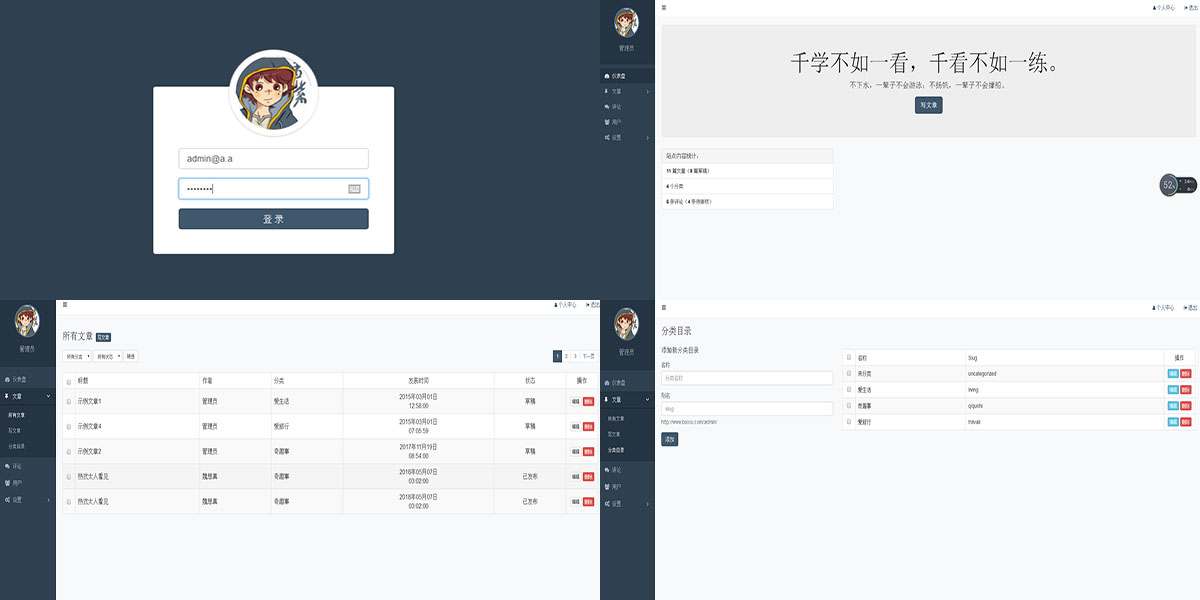 admin@a.a
••••••••
登 录
管理员
仪表盘
文章
评论
用户
设置
个人中心
退出
千学不如一看，千看不如一练。
不下水，一辈子不会游泳；不扬帆，一辈子不会撑船。
写文章
站点内容统计：
11 篇文章（8 篇草稿）
4 个分类
6 条评论（4 条待审核）
52%
管理员
仪表盘
文章
所有文章
写文章
分类目录
评论
用户
设置
个人中心
退出
所有文章 写文章
所有分类 所有状态 筛选
1 2 3 下一页
标题 作者 分类 发表时间 状态 操作
示例文章1 管理员 爱生活 2015年03月01日 12:58:00 草稿 编辑 删除
示例文章4 管理员 爱旅行 2015年03月01日 07:05:59 草稿 编辑 删除
示例文章2 管理员 奇趣事 2017年11月19日 08:54:00 草稿 编辑 删除
热戏大人看见 魏想真 奇趣事 2018年05月07日 03:02:00 已发布 编辑 删除
热戏大人看见 魏想真 奇趣事 2018年05月07日 03:02:00 已发布 编辑 删除
管理员
仪表盘
文章
所有文章
写文章
分类目录
评论
用户
设置
个人中心
退出
分类目录
添加新分类目录
名称
分类名称
别名
slug
添加
名称 Slug 操作
未分类 uncategorized 编辑 删除
爱生活 living 编辑 删除
奇趣事 qiqushi 编辑 删除
爱旅行 travail 编辑 删除